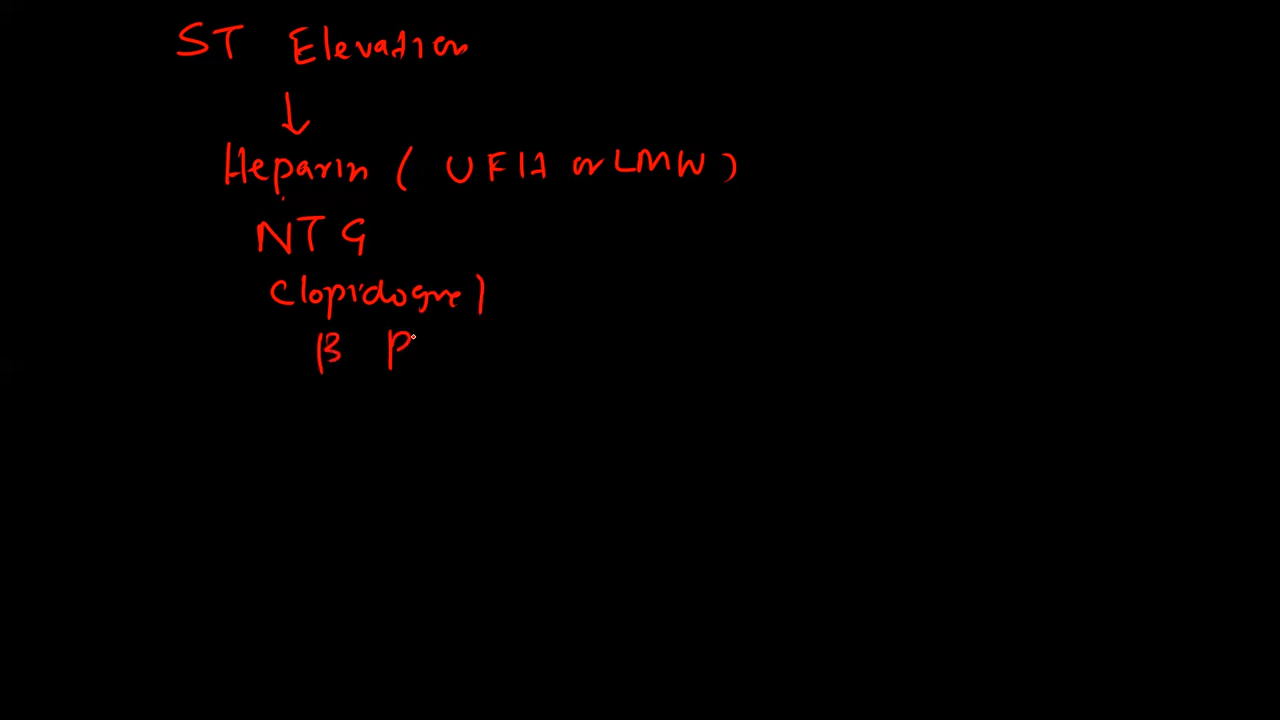 ST Elevation
↓
Heparin ( UFH or LMW )
NTG
Clopidogrel
β P